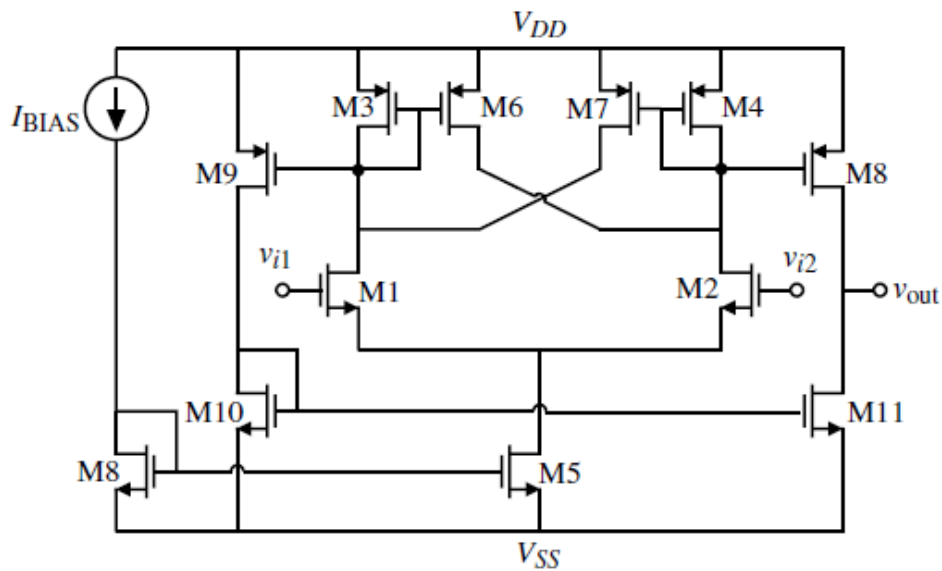 V_DD
M3
M6
M7
M4
I_BIAS
M9
M8
v_i1
v_i2
M1
M2
v_out
M10
M11
M8
M5
V_SS